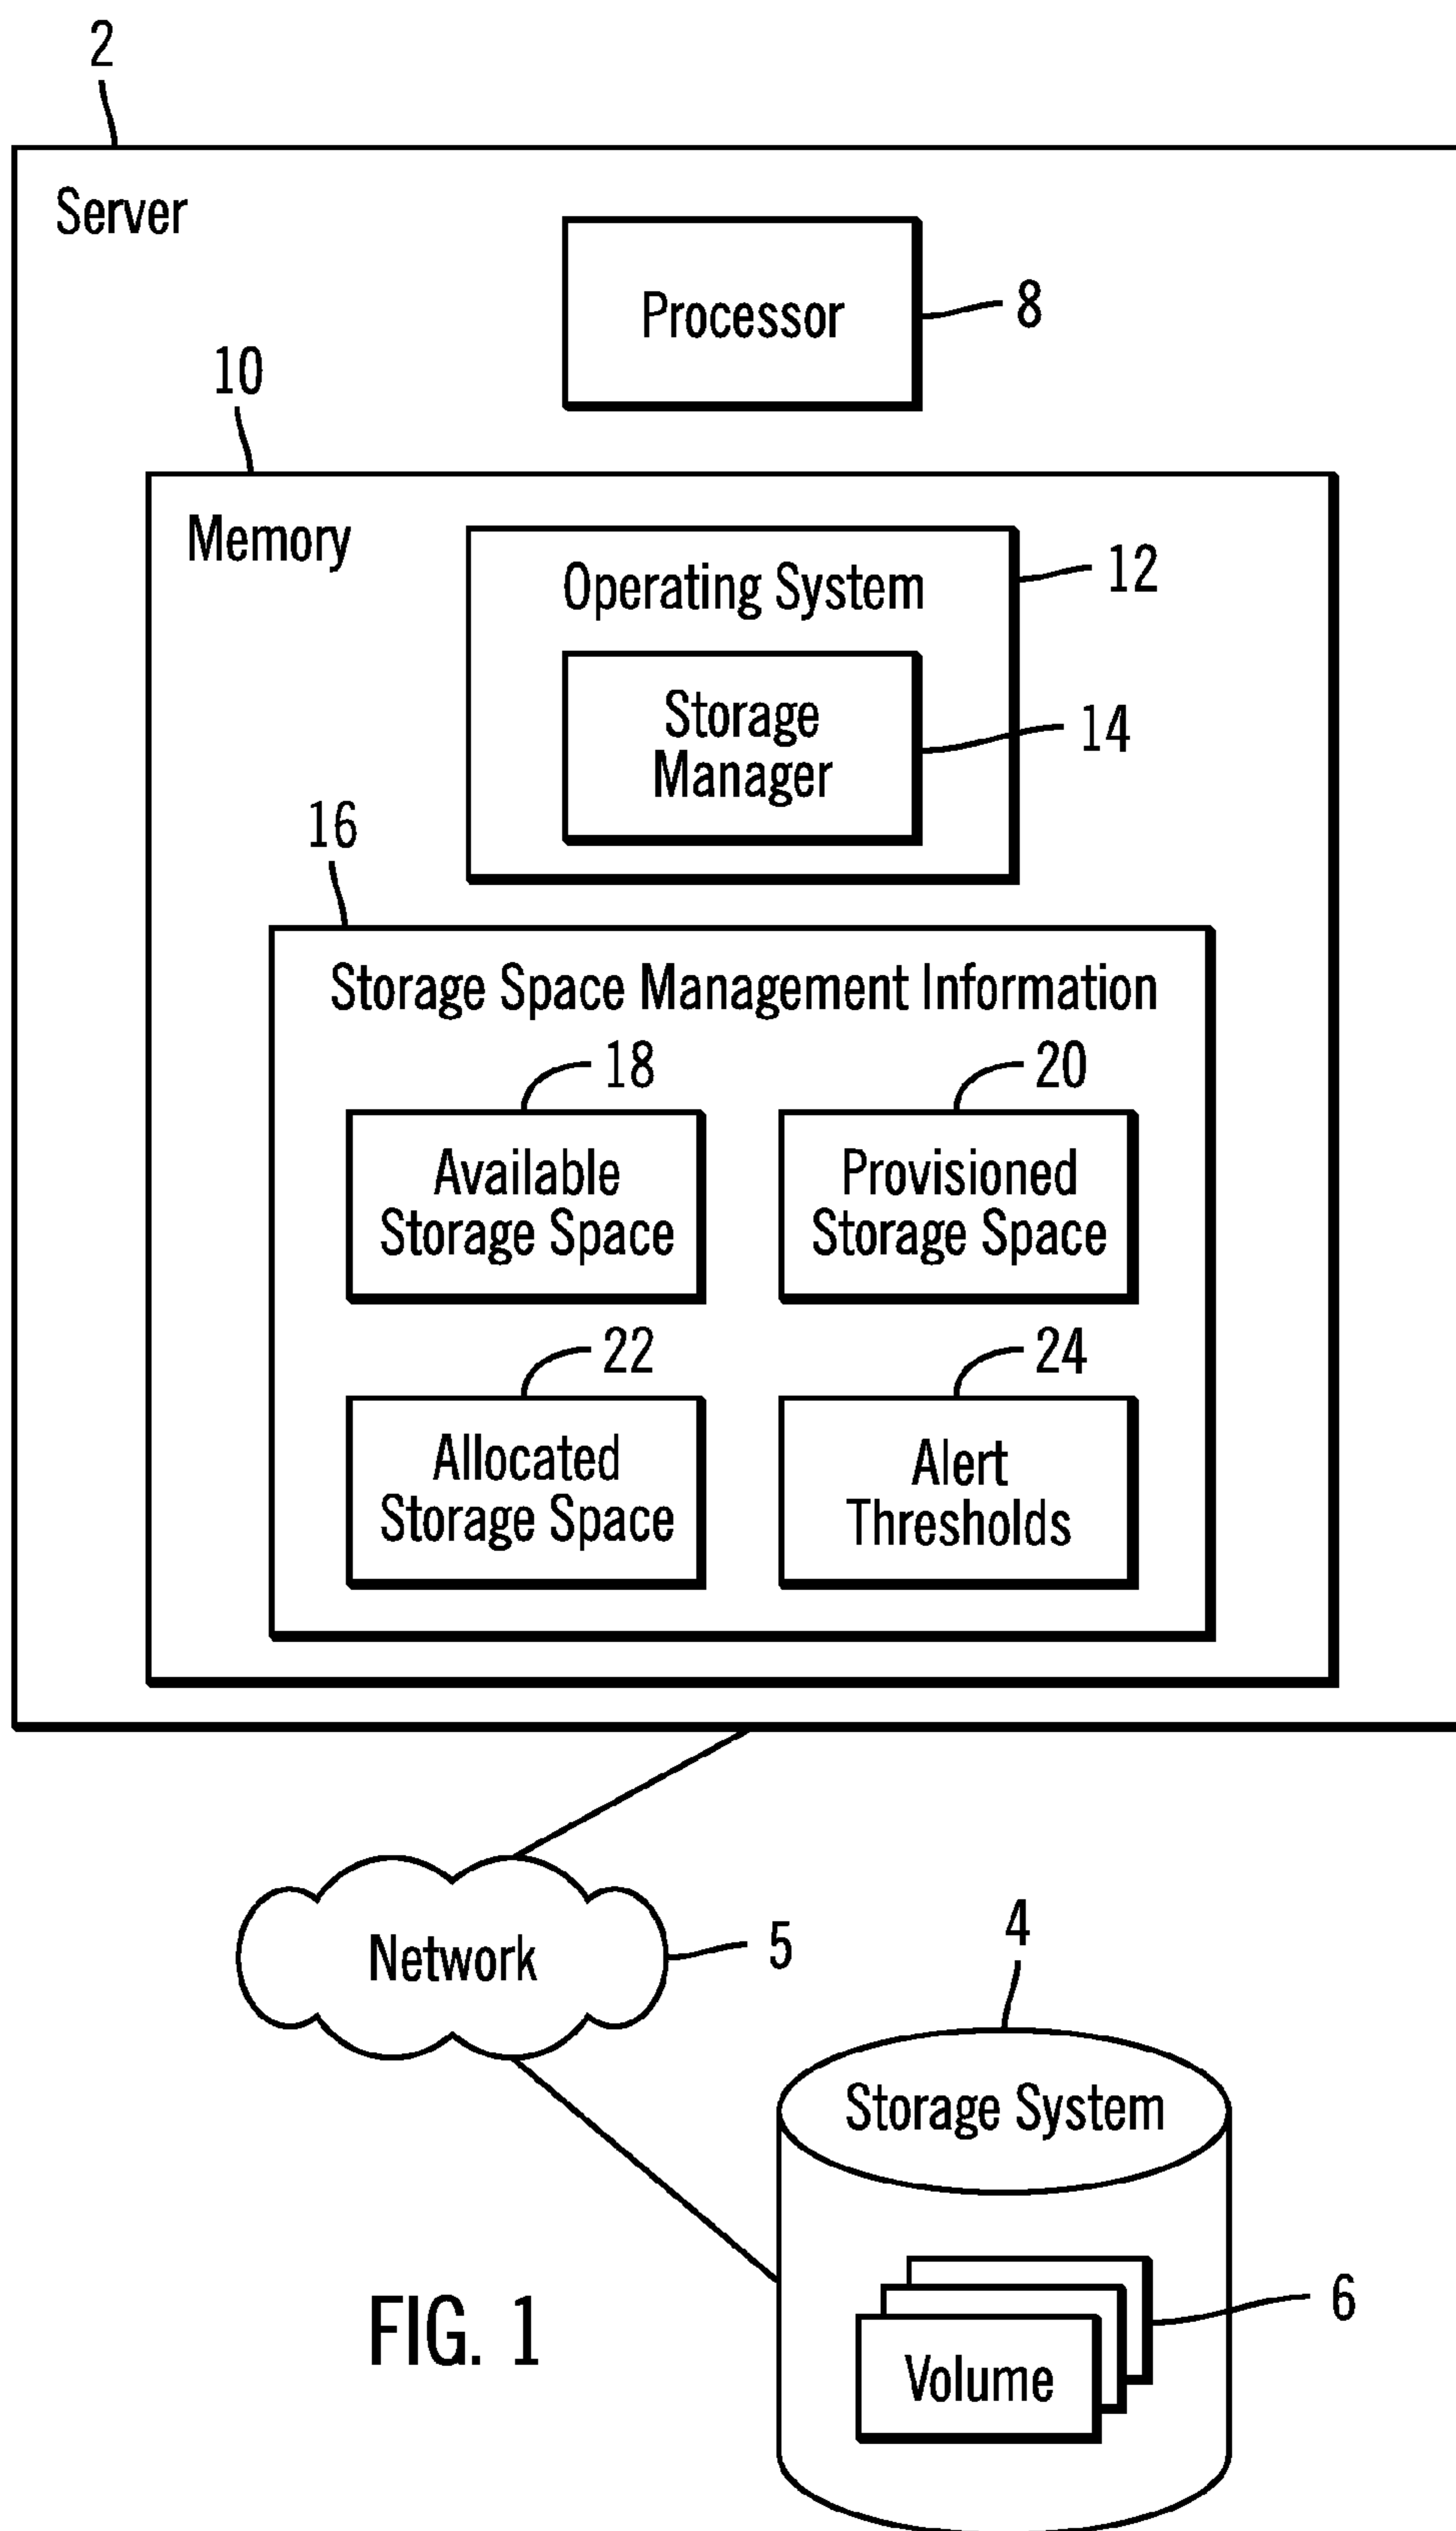 2
Server
Processor
8
10
Memory
Operating System
12
Storage
Manager
14
16
Storage Space Management Information
18
20
Available
Storage Space
Provisioned
Storage Space
22
24
Allocated
Storage Space
Alert
Thresholds
Network
5
4
Storage System
6
Volume
FIG. 1